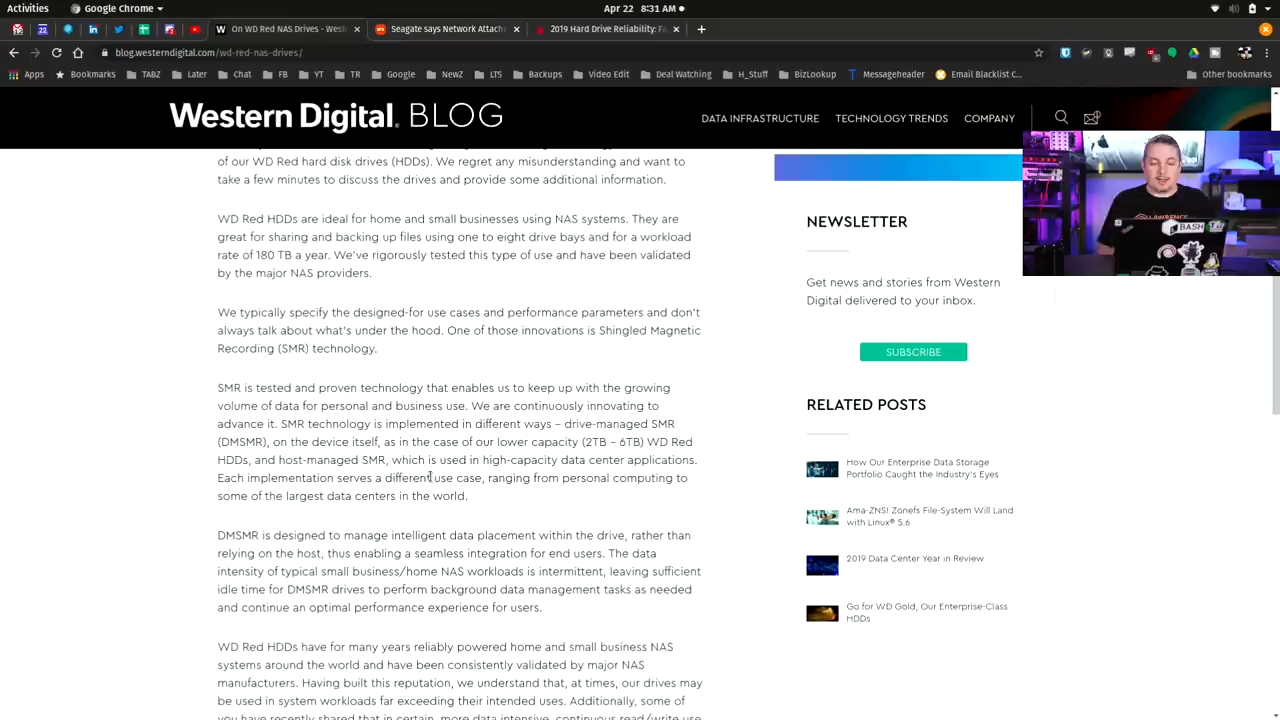 Activities
Google Chrome
Apr 22 8:31 AM
On WD Red NAS Drives - West
Seagate says Network Attach
2019 Hard Drive Reliability: Fa
blog.westerndigital.com/wd-red-nas-drives/
Apps
Bookmarks
TABZ
Later
Chat
FB
YT
TR
Google
NewZ
LTS
Backups
Video Edit
Deal Watching
H_Stuff
BizLookup
Messageheader
Email Blacklist C...
Other bookmarks
Western Digital. BLOG
DATA INFRASTRUCTURE
TECHNOLOGY TRENDS
COMPANY
of our WD Red hard disk drives (HDDs). We regret any misunderstanding and want to
take a few minutes to discuss the drives and provide some additional information.
WD Red HDDs are ideal for home and small businesses using NAS systems. They are
great for sharing and backing up files using one to eight drive bays and for a workload
rate of 180 TB a year. We've rigorously tested this type of use and have been validated
by the major NAS providers.
We typically specify the designed-for use cases and performance parameters and don't
always talk about what's under the hood. One of those innovations is Shingled Magnetic
Recording (SMR) technology.
SMR is tested and proven technology that enables us to keep up with the growing
volume of data for personal and business use. We are continuously innovating to
advance it. SMR technology is implemented in different ways – drive-managed SMR
(DMSMR), on the device itself, as in the case of our lower capacity (2TB – 6TB) WD Red
HDDs, and host-managed SMR, which is used in high-capacity data center applications.
Each implementation serves a different use case, ranging from personal computing to
some of the largest data centers in the world.
DMSMR is designed to manage intelligent data placement within the drive, rather than
relying on the host, thus enabling a seamless integration for end users. The data
intensity of typical small business/home NAS workloads is intermittent, leaving sufficient
idle time for DMSMR drives to perform background data management tasks as needed
and continue an optimal performance experience for users.
WD Red HDDs have for many years reliably powered home and small business NAS
systems around the world and have been consistently validated by major NAS
manufacturers. Having built this reputation, we understand that, at times, our drives may
be used in system workloads far exceeding their intended uses. Additionally, some of
you have recently shared that in certain, more data intensive, continuous read/write use
NEWSLETTER
Get news and stories from Western
Digital delivered to your inbox.
SUBSCRIBE
RELATED POSTS
How Our Enterprise Data Storage
Portfolio Caught the Industry's Eyes
Ama-ZNS! Zonefs File-System Will Land
with Linux® 5.6
2019 Data Center Year in Review
Go for WD Gold, Our Enterprise-Class
HDDs
LAWRENCE